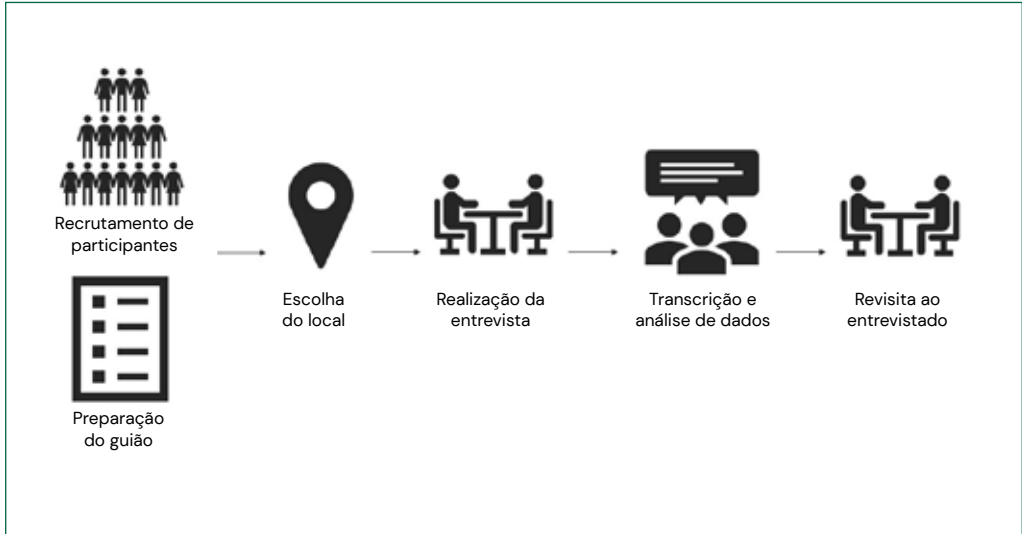 Recrutamento de
participantes
Preparação
do guião
Escolha
do local
Realização da
entrevista
Transcrição e
análise de dados
Revisita ao
entrevistado